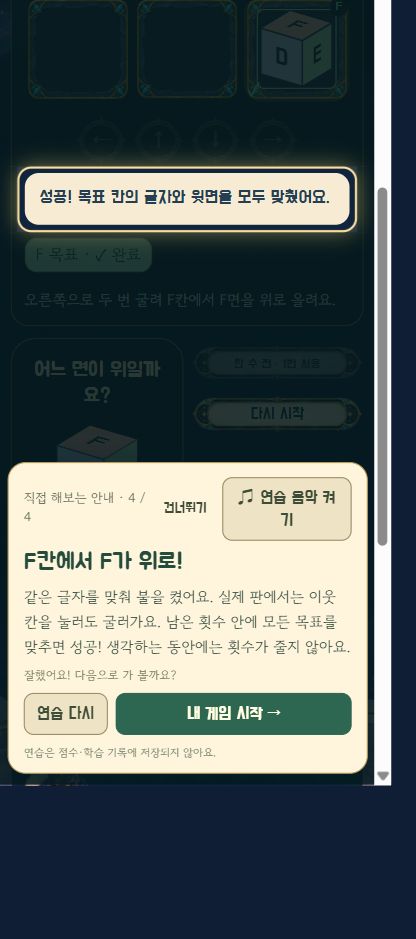 F
F
D E
성공! 목표 칸의 글자와 윗면을 모두 맞췄어요.
F 목표 · ✓ 완료
오른쪽으로 두 번 굴려 F칸에서 F면을 위로 올려요.
어느 면이 위일까
요?
한 수 전 · 1번 사용
다시 시작
F
직접 해보는 안내 · 4 /
4
건너뛰기
♫ 연습 음악 켜
기
F칸에서 F가 위로!
같은 글자를 맞춰 불을 켰어요. 실제 판에서는 이웃
칸을 눌러도 굴러가요. 남은 횟수 안에 모든 목표를
맞추면 성공! 생각하는 동안에는 횟수가 줄지 않아요.
잘했어요! 다음으로 가 볼까요?
연습 다시
내 게임 시작 →
연습은 점수·학습 기록에 저장되지 않아요.